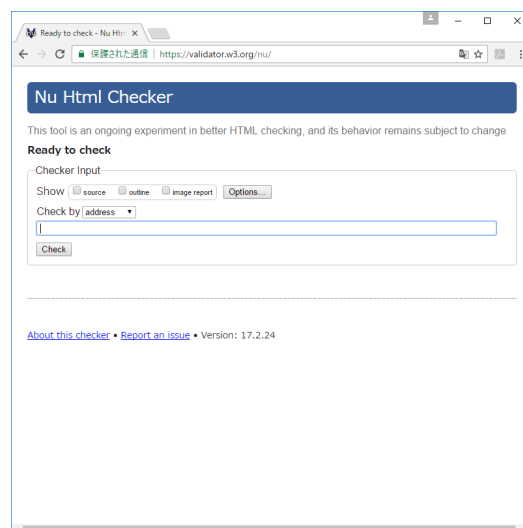 Ready to check - Nu Htm
保護された通信 | https://validator.w3.org/nu/
Nu Html Checker
This tool is an ongoing experiment in better HTML checking, and its behavior remains subject to change
Ready to check
Checker Input
Show source outline image report Options...
Check by address
Check
About this checker • Report an issue • Version: 17.2.24